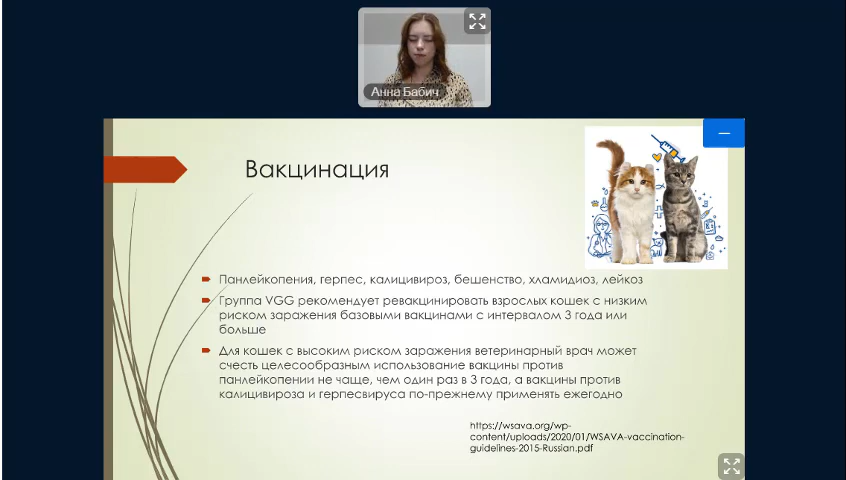 Анна Бабич
Вакцинация
Панлейкопения, герпес, калицивироз, бешенство, хламидиоз, лейкоз
Группа VGG рекомендует ревакцинировать взрослых кошек с низким
риском заражения базовыми вакцинами с интервалом 3 года или
больше
Для кошек с высоким риском заражения ветеринарный врач может
счесть целесообразным использование вакцины против
панлейкопении не чаще, чем один раз в 3 года, а вакцины против
калицивироза и герпесвируса по-прежнему применять ежегодно
https://wsava.org/wp-
content/uploads/2020/01/WSAVA-vaccination-
guidelines-2015-Russian.pdf